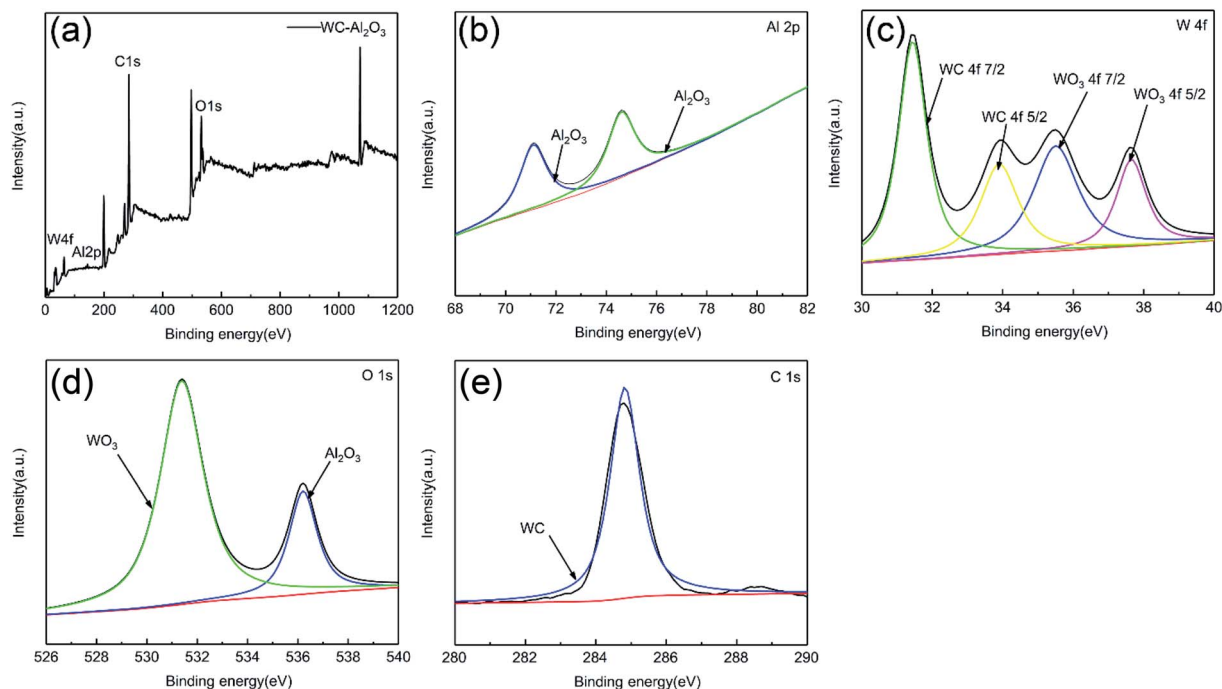 (a)
WC-Al₂O₃
C1s
O1s
W4f
Al2p
Intensity(a.u.)
0 200 400 600 800 1000 1200
Binding energy(eV)
(b)
Al 2p
Al₂O₃
Al₂O₃
Intensity(a.u.)
68 70 72 74 76 78 80 82
Binding energy(eV)
(c)
W 4f
WC 4f 7/2
WO₃ 4f 7/2
WC 4f 5/2
WO₃ 4f 5/2
Intensity(a.u.)
30 32 34 36 38 40
Binding energy(eV)
(d)
O 1s
WO₃
Al₂O₃
Intensity(a.u.)
526 528 530 532 534 536 538 540
Binding energy(eV)
(e)
C 1s
WC
Intensity(a.u.)
280 282 284 286 288 290
Binding energy(eV)